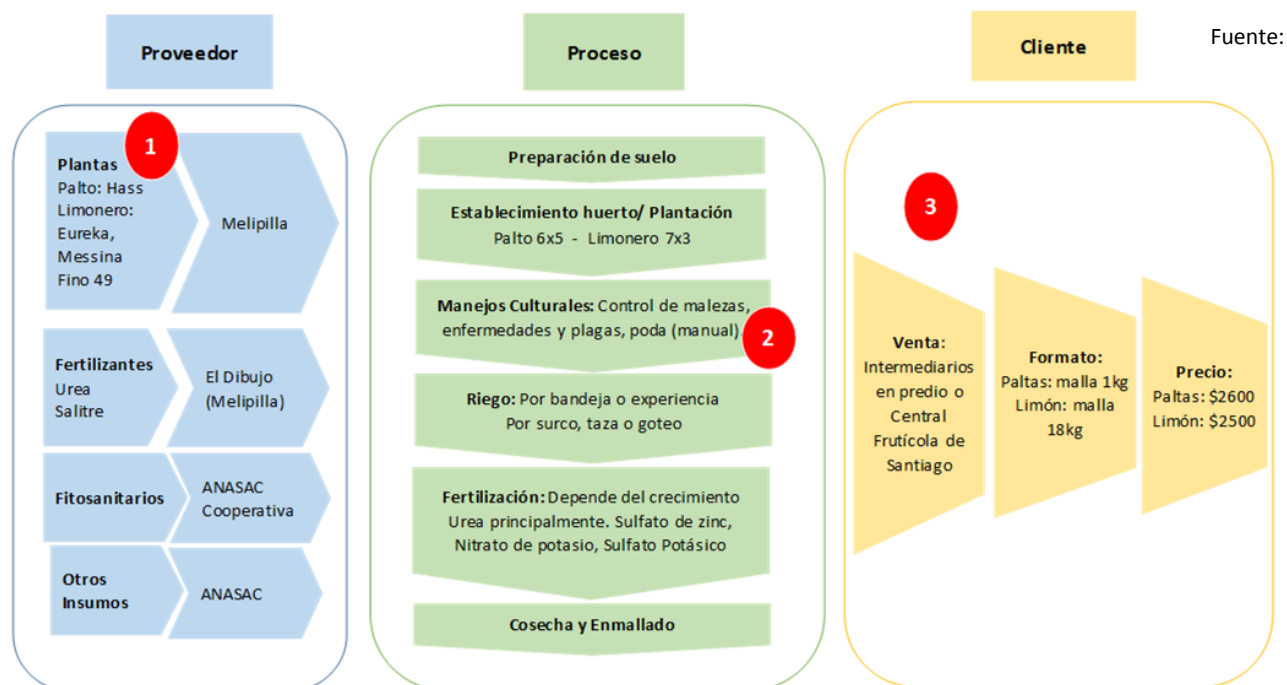 Proveedor
Proceso
Cliente
Fuente:
1
Plantas
Palto: Hass
Limonero:
Eureka,
Messina
Fino 49
Melipilla
Fertilizantes
Urea
Salitre
El Dibujo
(Melipilla)
Fitosanitarios
ANASAC
Cooperativa
Otros
Insumos
ANASAC
Preparación de suelo
Establecimiento huerto/ Plantación
Palto 6x5 - Limonero 7x3
Manejos Culturales: Control de malezas,
enfermedades y plagas, poda (manual).
2
Riego: Por bandeja o experiencia
Por surco, taza o goteo
Fertilización: Depende del crecimiento
Urea principalmente. Sulfato de zinc,
Nitrato de potasio, Sulfato Potásico
Cosecha y Enmallado
3
Venta:
Intermediarios
en predio o
Central
Frutícola de
Santiago
Formato:
Paltas: malla 1kg
Limón: malla
18kg
Precio:
Paltas: $2600
Limón: $2500